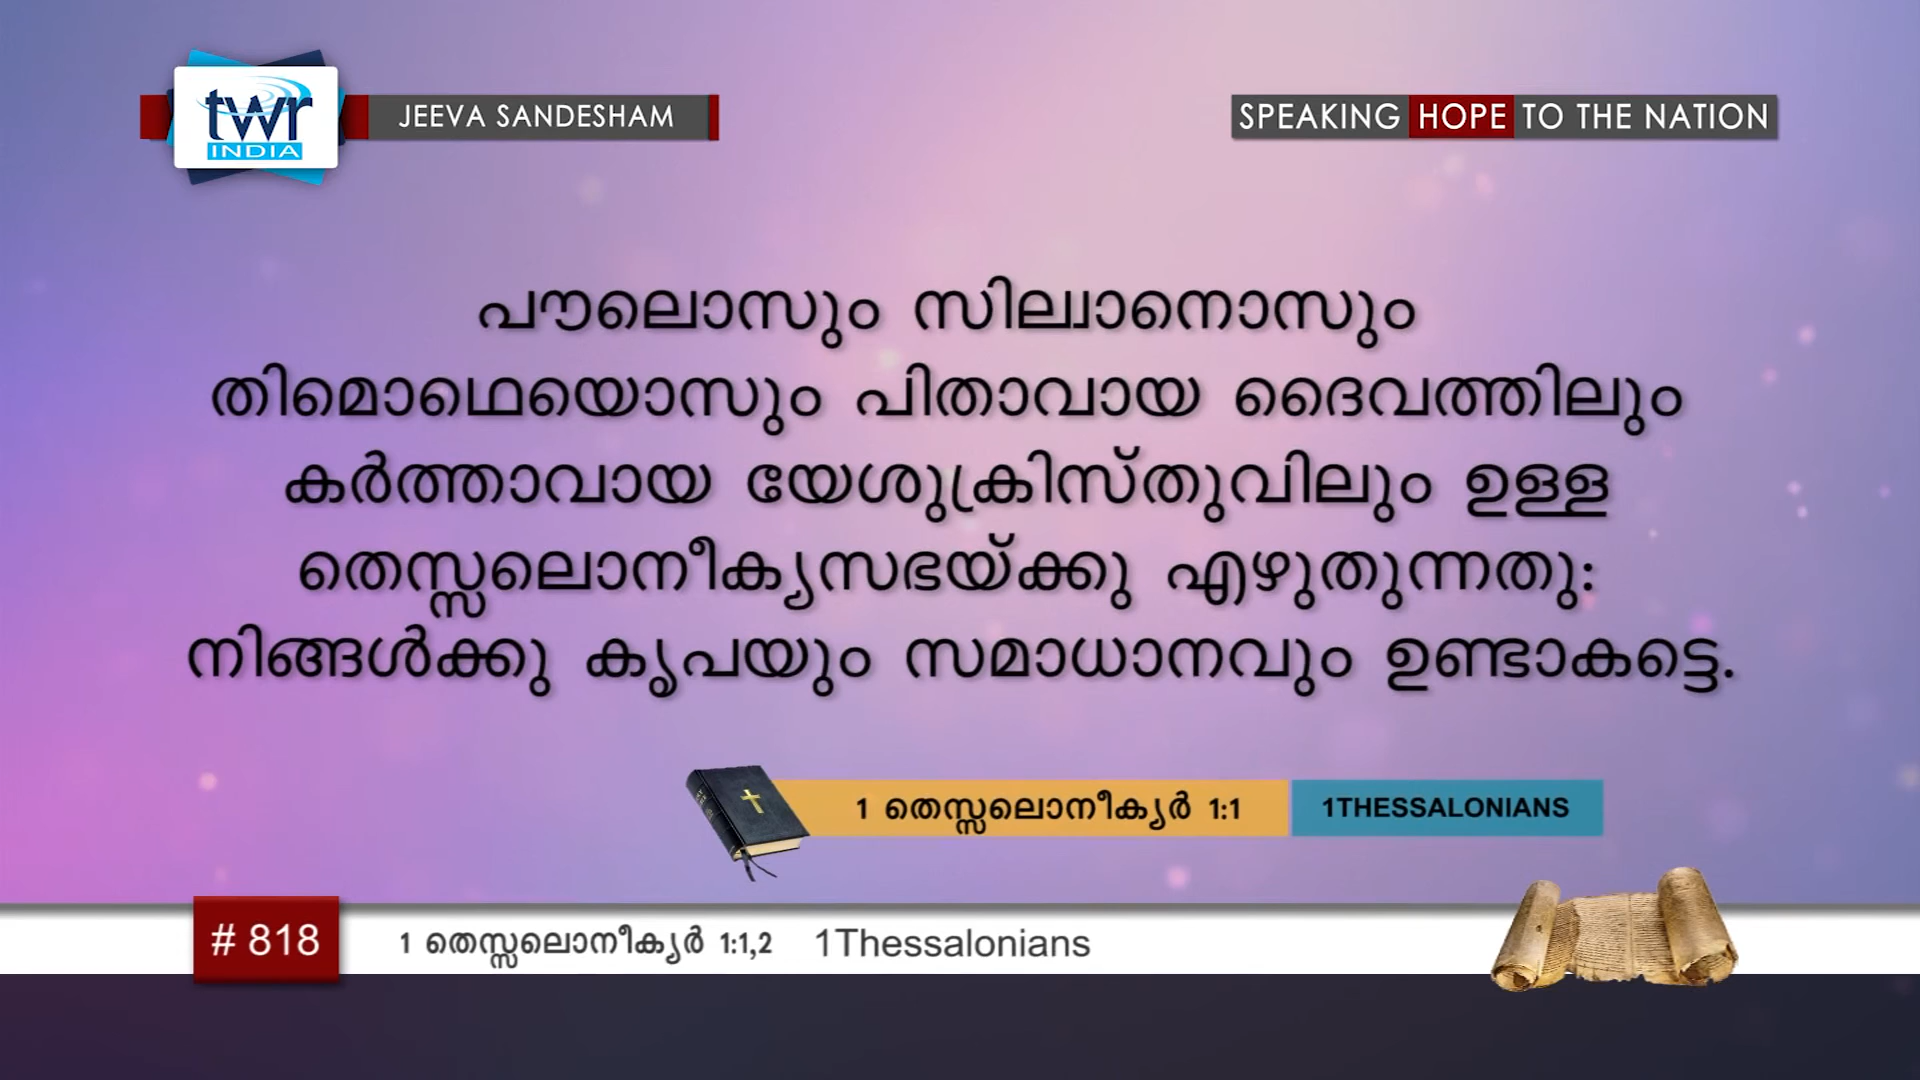 twr
INDIA
JEEVA SANDESHAM
SPEAKING HOPE TO THE NATION
പൗലൊസും സില്വാനൊസും
തിമൊഥെയൊസും പിതാവായ ദൈവത്തിലും
കർത്താവായ യേശുക്രിസ്തുവിലും ഉള്ള
തെസ്സലൊനീക്യസഭയ്ക്കു എഴുതുന്നതു:
നിങ്ങൾക്കു കൃപയും സമാധാനവും ഉണ്ടാകട്ടെ.
1 തെസ്സലൊനീക്യർ 1:1 1THESSALONIANS
# 818 1 തെസ്സലൊനീക്യർ 1:1,2 1Thessalonians